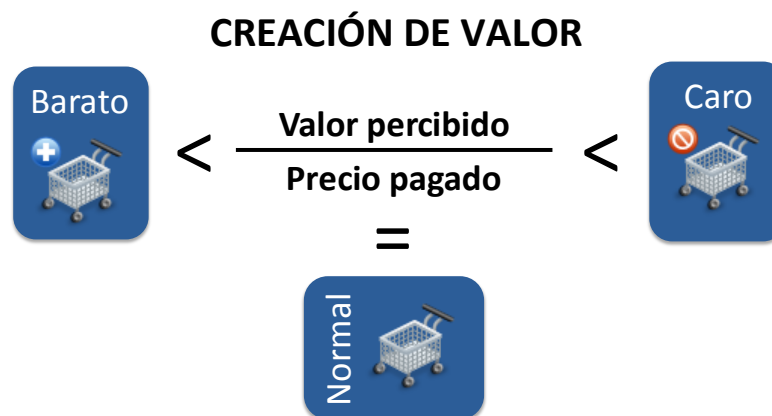 CREACIÓN DE VALOR
Barato
<
Valor percibido
Precio pagado
<
Caro
=
Normal